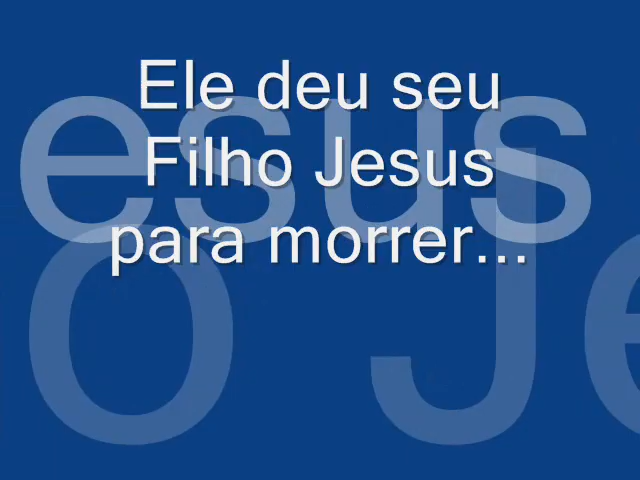 Ele deu seu
Filho Jesus
para morrer...
esus
o Je